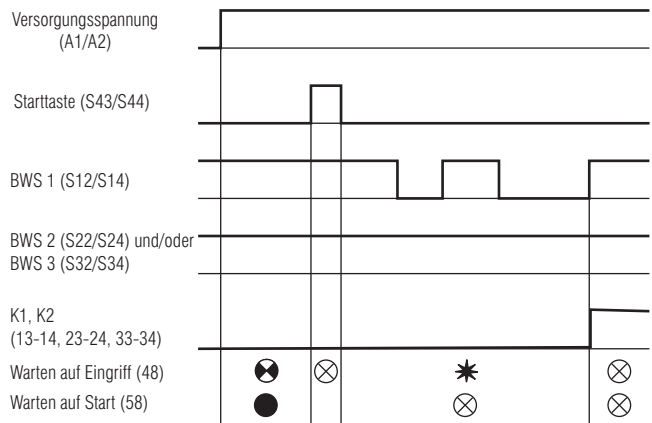 Versorgungsspannung
(A1/A2)
Starttaste (S43/S44)
BWS 1 (S12/S14)
BWS 2 (S22/S24) und/oder
BWS 3 (S32/S34)
K1, K2
(13-14, 23-24, 33-34)
Warten auf Eingriff (48)
Warten auf Start (58)